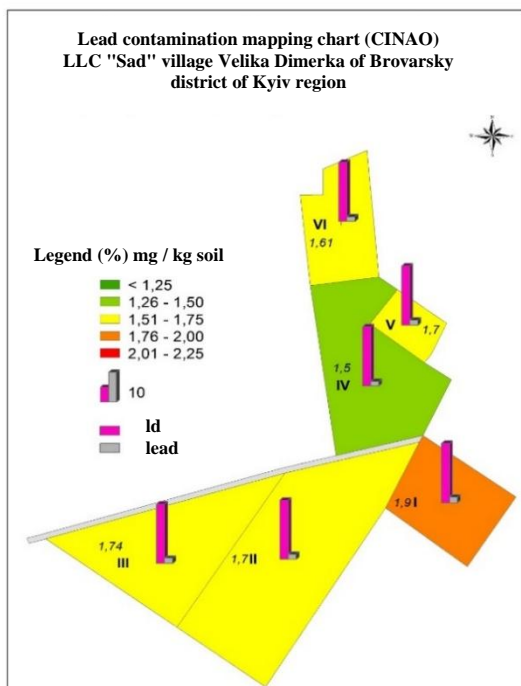 Lead contamination mapping chart (CINAO)
LLC "Sad" village Velika Dimerka of Brovarsky
district of Kyiv region
VI
1,61
Legend (%) mg / kg soil
< 1,25
1,26 - 1,50
1,51 - 1,75
1,76 - 2,00
2,01 - 2,25
10
ld
lead
V
1,7
1,5
IV
1,9 I
1,74
III
1,7 II